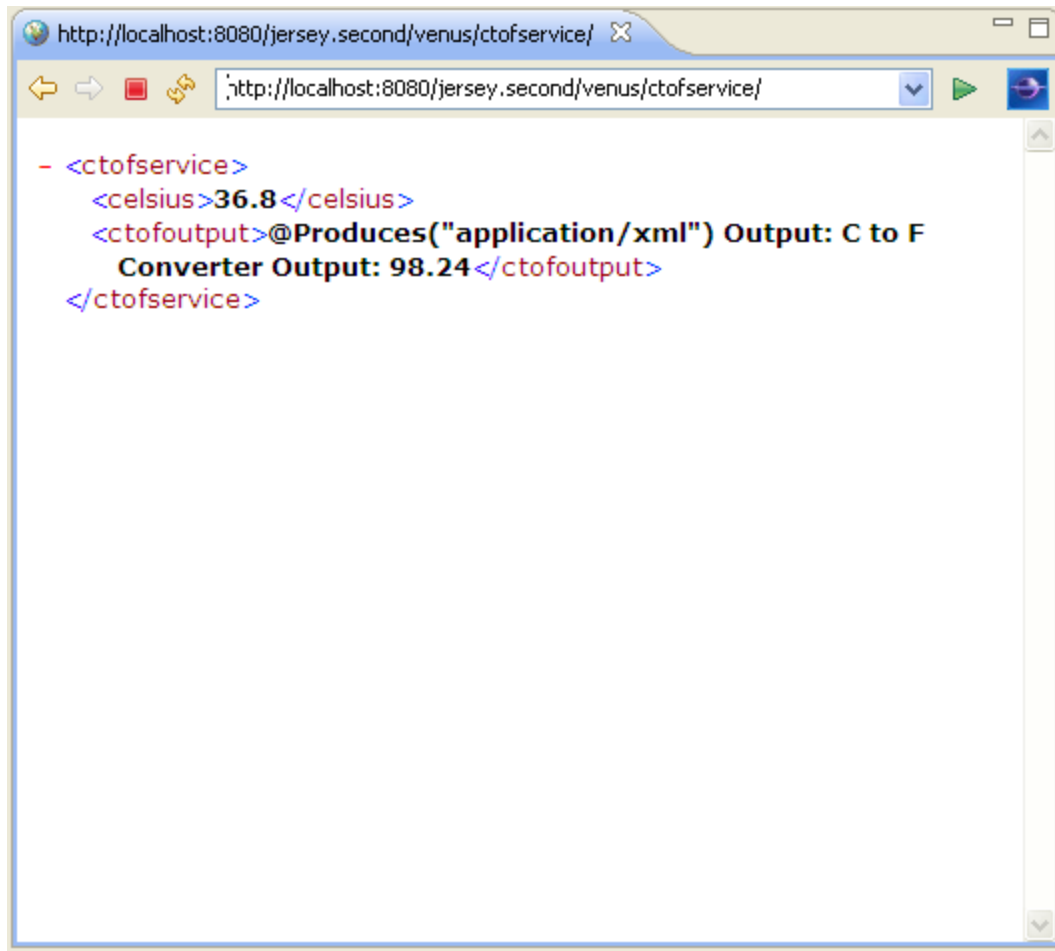 http://localhost:8080/jersey.second/venus/ctofservice/
http://localhost:8080/jersey.second/venus/ctofservice/
- <ctofservice>
<celsius>36.8</celsius>
<ctofoutput>@Produces("application/xml") Output: C to F
Converter Output: 98.24</ctofoutput>
</ctofservice>